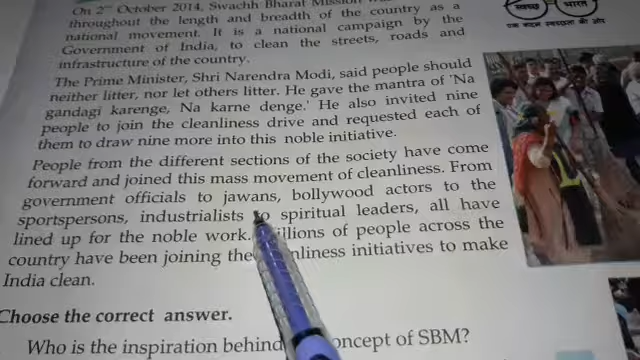 On 2nd October 2014, Swachh Bharat Mission
throughout the length and breadth of the country as a
national movement. It is a national campaign by the
Government of India, to clean the streets, roads and
infrastructure of the country.
The Prime Minister, Shri Narendra Modi, said people should
neither litter, nor let others litter. He gave the mantra of 'Na
gandagi karenge, Na karne denge.' He also invited nine
people to join the cleanliness drive and requested each of
them to draw nine more into this noble initiative.
People from the different sections of the society have come
forward and joined this mass movement of cleanliness. From
government officials to jawans, bollywood actors to the
sportspersons, industrialists to spiritual leaders, all have
lined up for the noble work. illions of people across the
country have been joining the nliness initiatives to make
India clean.
Choose the correct answer.
Who is the inspiration behind oncept of SBM?
स्वच्छ भारत
एक कदम स्वच्छता की ओर